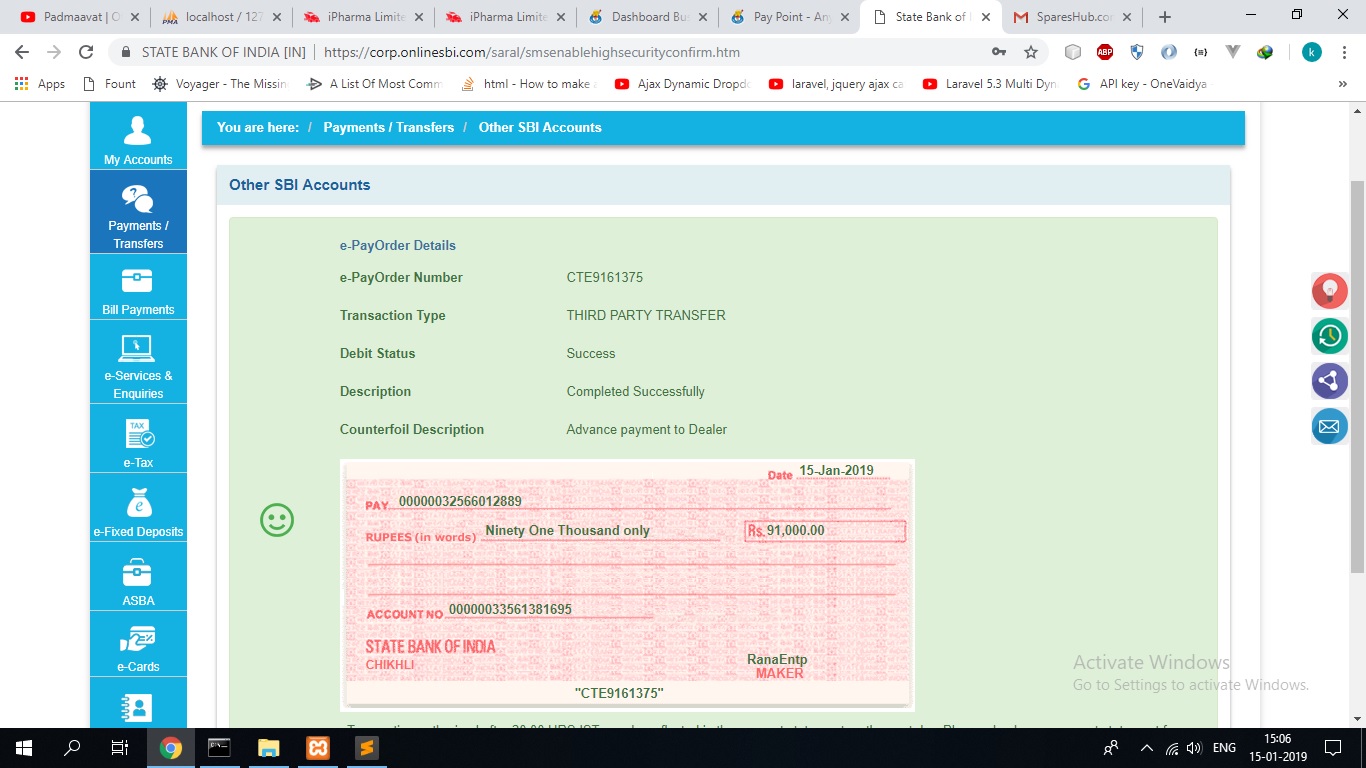 Padmaavat | O
localhost / 127
iPharma Limite
iPharma Limite
Dashboard Bu
Pay Point - An
State Bank of I
SparesHub.co
STATE BANK OF INDIA [IN] | https://corp.onlinesbi.com/saral/smsenablehighsecurityconfirm.htm
ABP
k
Apps
Fount
Voyager - The Missin
A List Of Most Comm
html - How to make
Ajax Dynamic Dropdo
laravel, jquery ajax ca
Laravel 5.3 Multi Dyn
API key - OneVaidya
»
My Accounts
Payments /
Transfers
Bill Payments
e-Services &
Enquiries
TAX
e-Tax
e-Fixed Deposits
ASBA
e-Cards
You are here: / Payments / Transfers / Other SBI Accounts
Other SBI Accounts
e-PayOrder Details
e-PayOrder Number CTE9161375
Transaction Type THIRD PARTY TRANSFER
Debit Status Success
Description Completed Successfully
Counterfoil Description Advance payment to Dealer
Date 15-Jan-2019
PAY 00000032566012889
RUPEES (in words) Ninety One Thousand only Rs. 91,000.00
ACCOUNT NO 00000033561381695
STATE BANK OF INDIA
CHIKHLI
RanaEntp
MAKER
"CTE9161375"
Activate Windows
Go to Settings to activate Windows.
ENG
15:06
15-01-2019